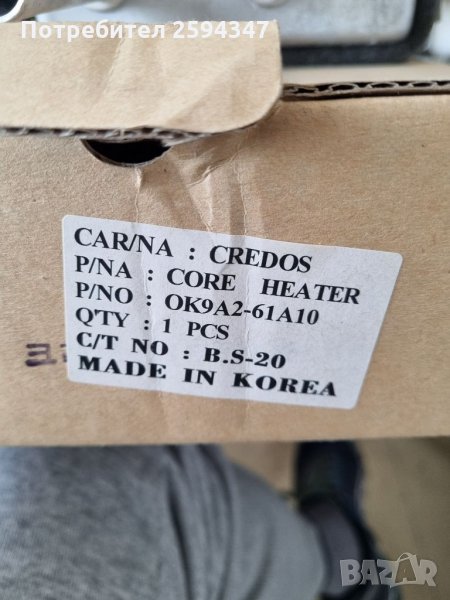 Потребител 2594347
CAR/NA : CREDOS
P/NA : CORE HEATER
P/NO : OK9A2-61A10
Q'TY : 1 PCS
C/T NO : B.S-20
MADE IN KOREA
BAZAR